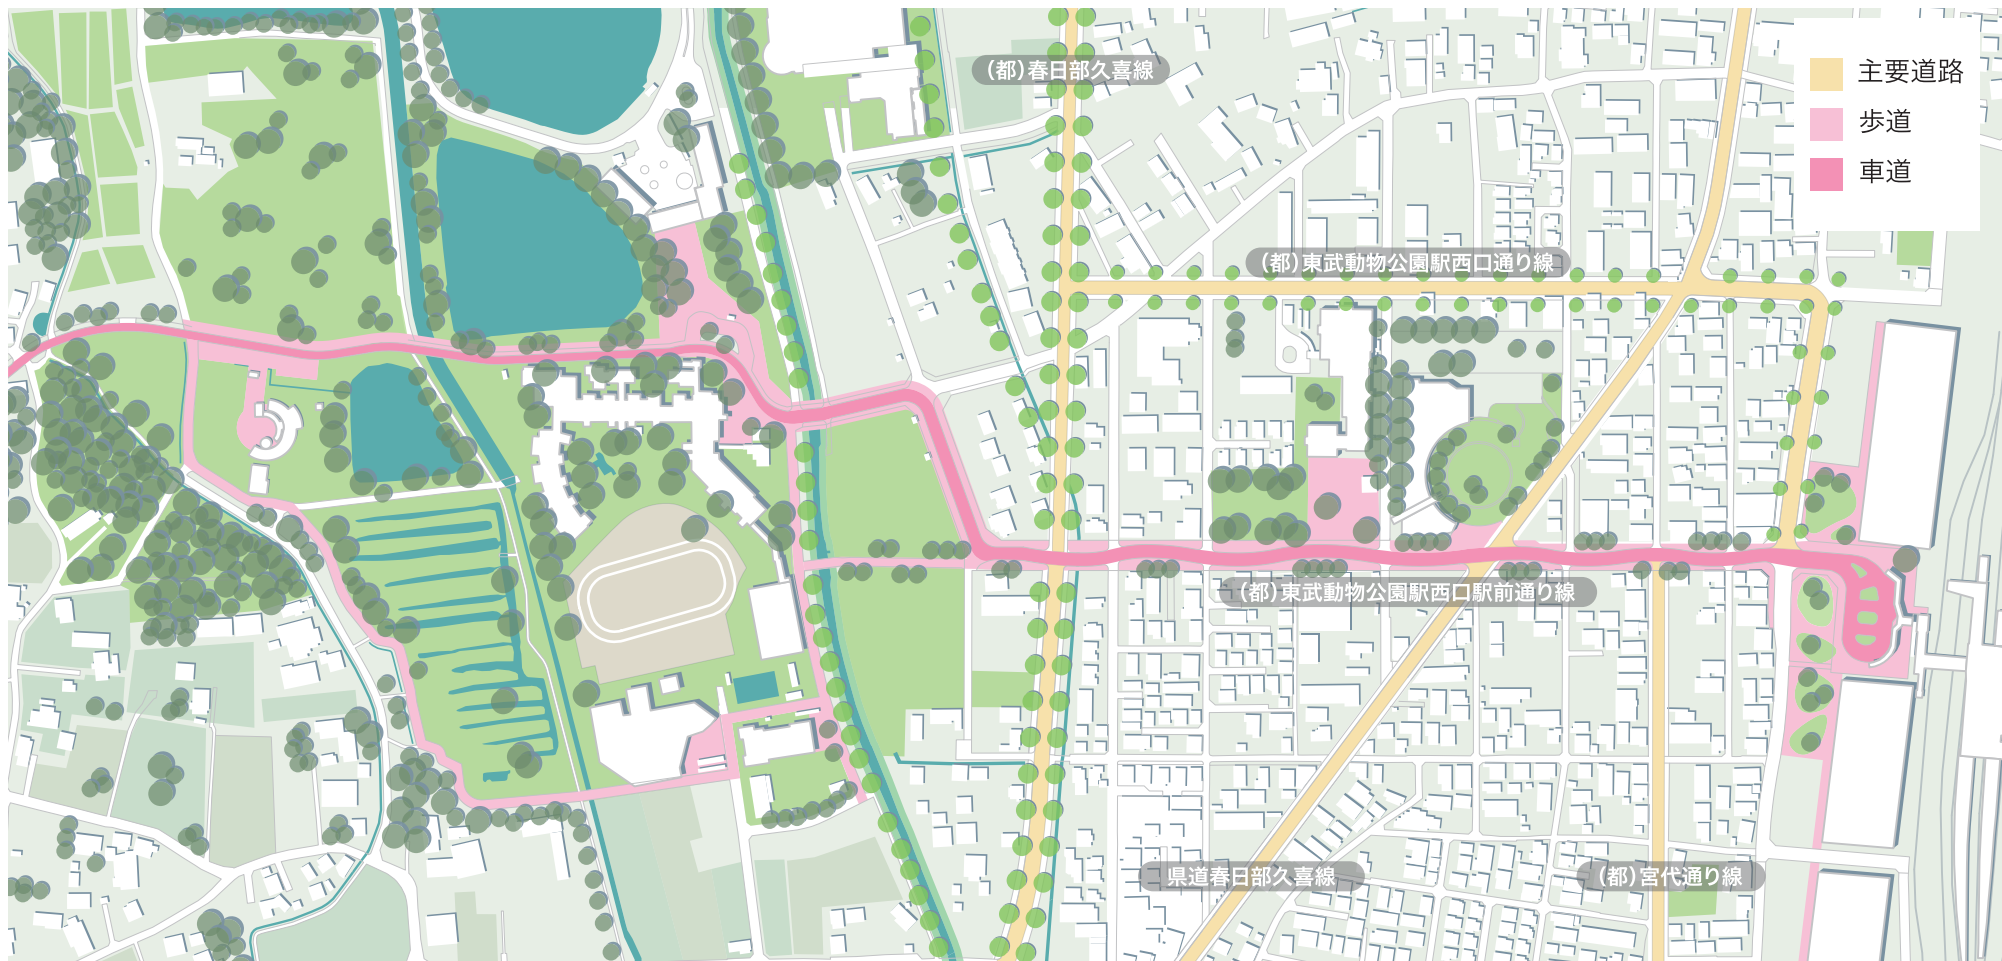 (都)春日部久喜線
主要道路
歩道
車道
(都)東武動物公園駅西口通り線
(都)東武動物公園駅西口駅前通り線
県道春日部久喜線
(都)宮代通り線